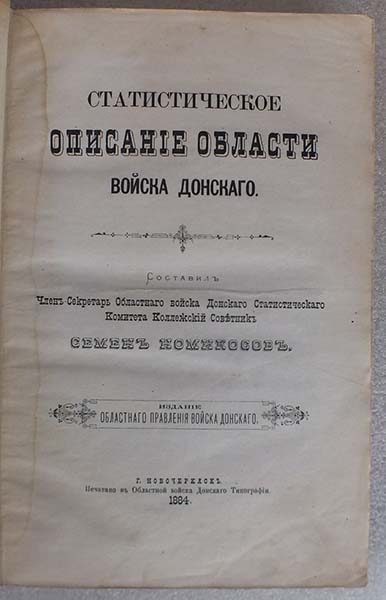 СТАТИСТИЧЕСКОЕ
ОПИСАНІЕ ОБЛАСТИ
ВОЙСКА ДОНСКАГО.
СОСТАВИЛЪ
Членъ-Секретарь Областнаго войска Донскаго Статистическаго
Комитета Коллежскій Совѣтникъ
СЕМЕНЪ НОМИКОСОВЪ.
ИЗДАНІЕ
ОБЛАСТНАГО ПРАВЛЕНІЯ ВОЙСКА ДОНСКАГО.
Г. НОВОЧЕРКАСКЪ.
Печатано въ Областной войска Донскаго Типографіи.
1884.